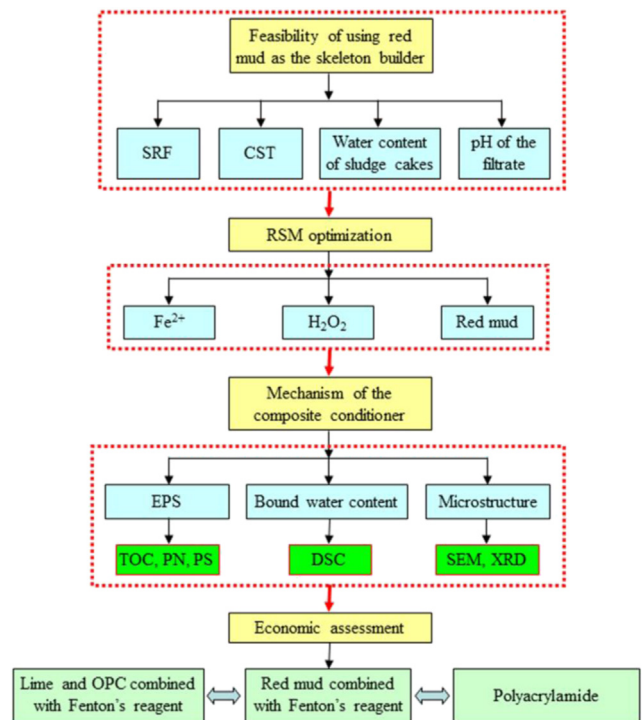 Feasibility of using red
mud as the skeleton builder
SRF
CST
Water content
of sludge cakes
pH of the
filtrate
RSM optimization
Fe²⁺
H₂O₂
Red mud
Mechanism of the
composite conditioner
EPS
Bound water content
Microstructure
TOC, PN, PS
DSC
SEM, XRD
Economic assessment
Lime and OPC combined
with Fenton's reagent
Red mud combined
with Fenton's reagent
Polyacrylamide